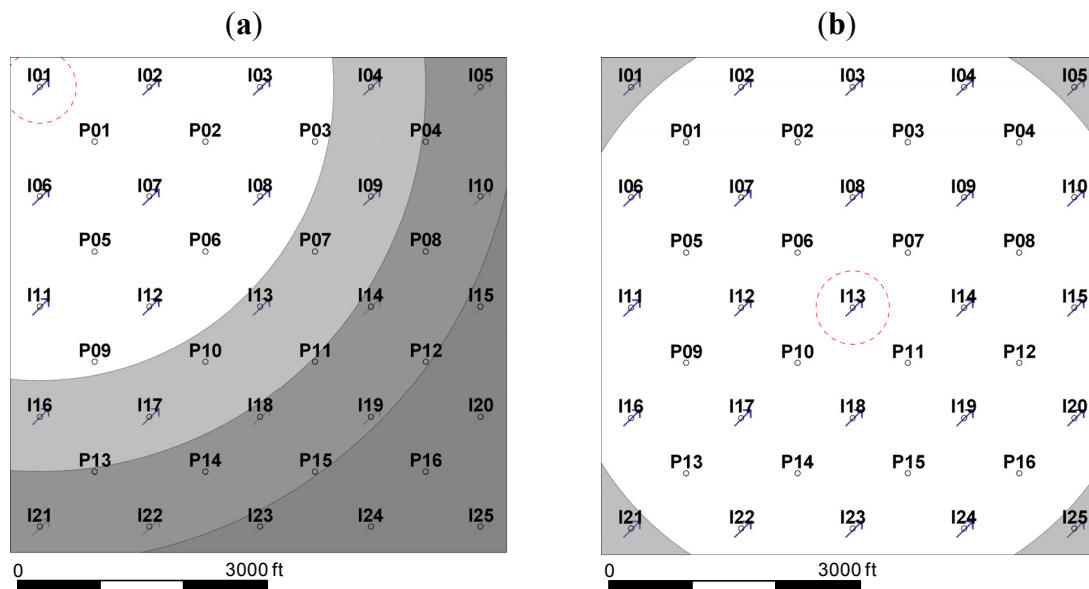 (a)
I01 I02 I03 I04 I05
P01 P02 P03 P04
I06 I07 I08 I09 I10
P05 P06 P07 P08
I11 I12 I13 I14 I15
P09 P10 P11 P12
I16 I17 I18 I19 I20
P13 P14 P15 P16
I21 I22 I23 I24 I25
0 3000 ft
(b)
I01 I02 I03 I04 I05
P01 P02 P03 P04
I06 I07 I08 I09 I10
P05 P06 P07 P08
I11 I12 I13 I14 I15
P09 P10 P11 P12
I16 I17 I18 I19 I20
P13 P14 P15 P16
I21 I22 I23 I24 I25
0 3000 ft